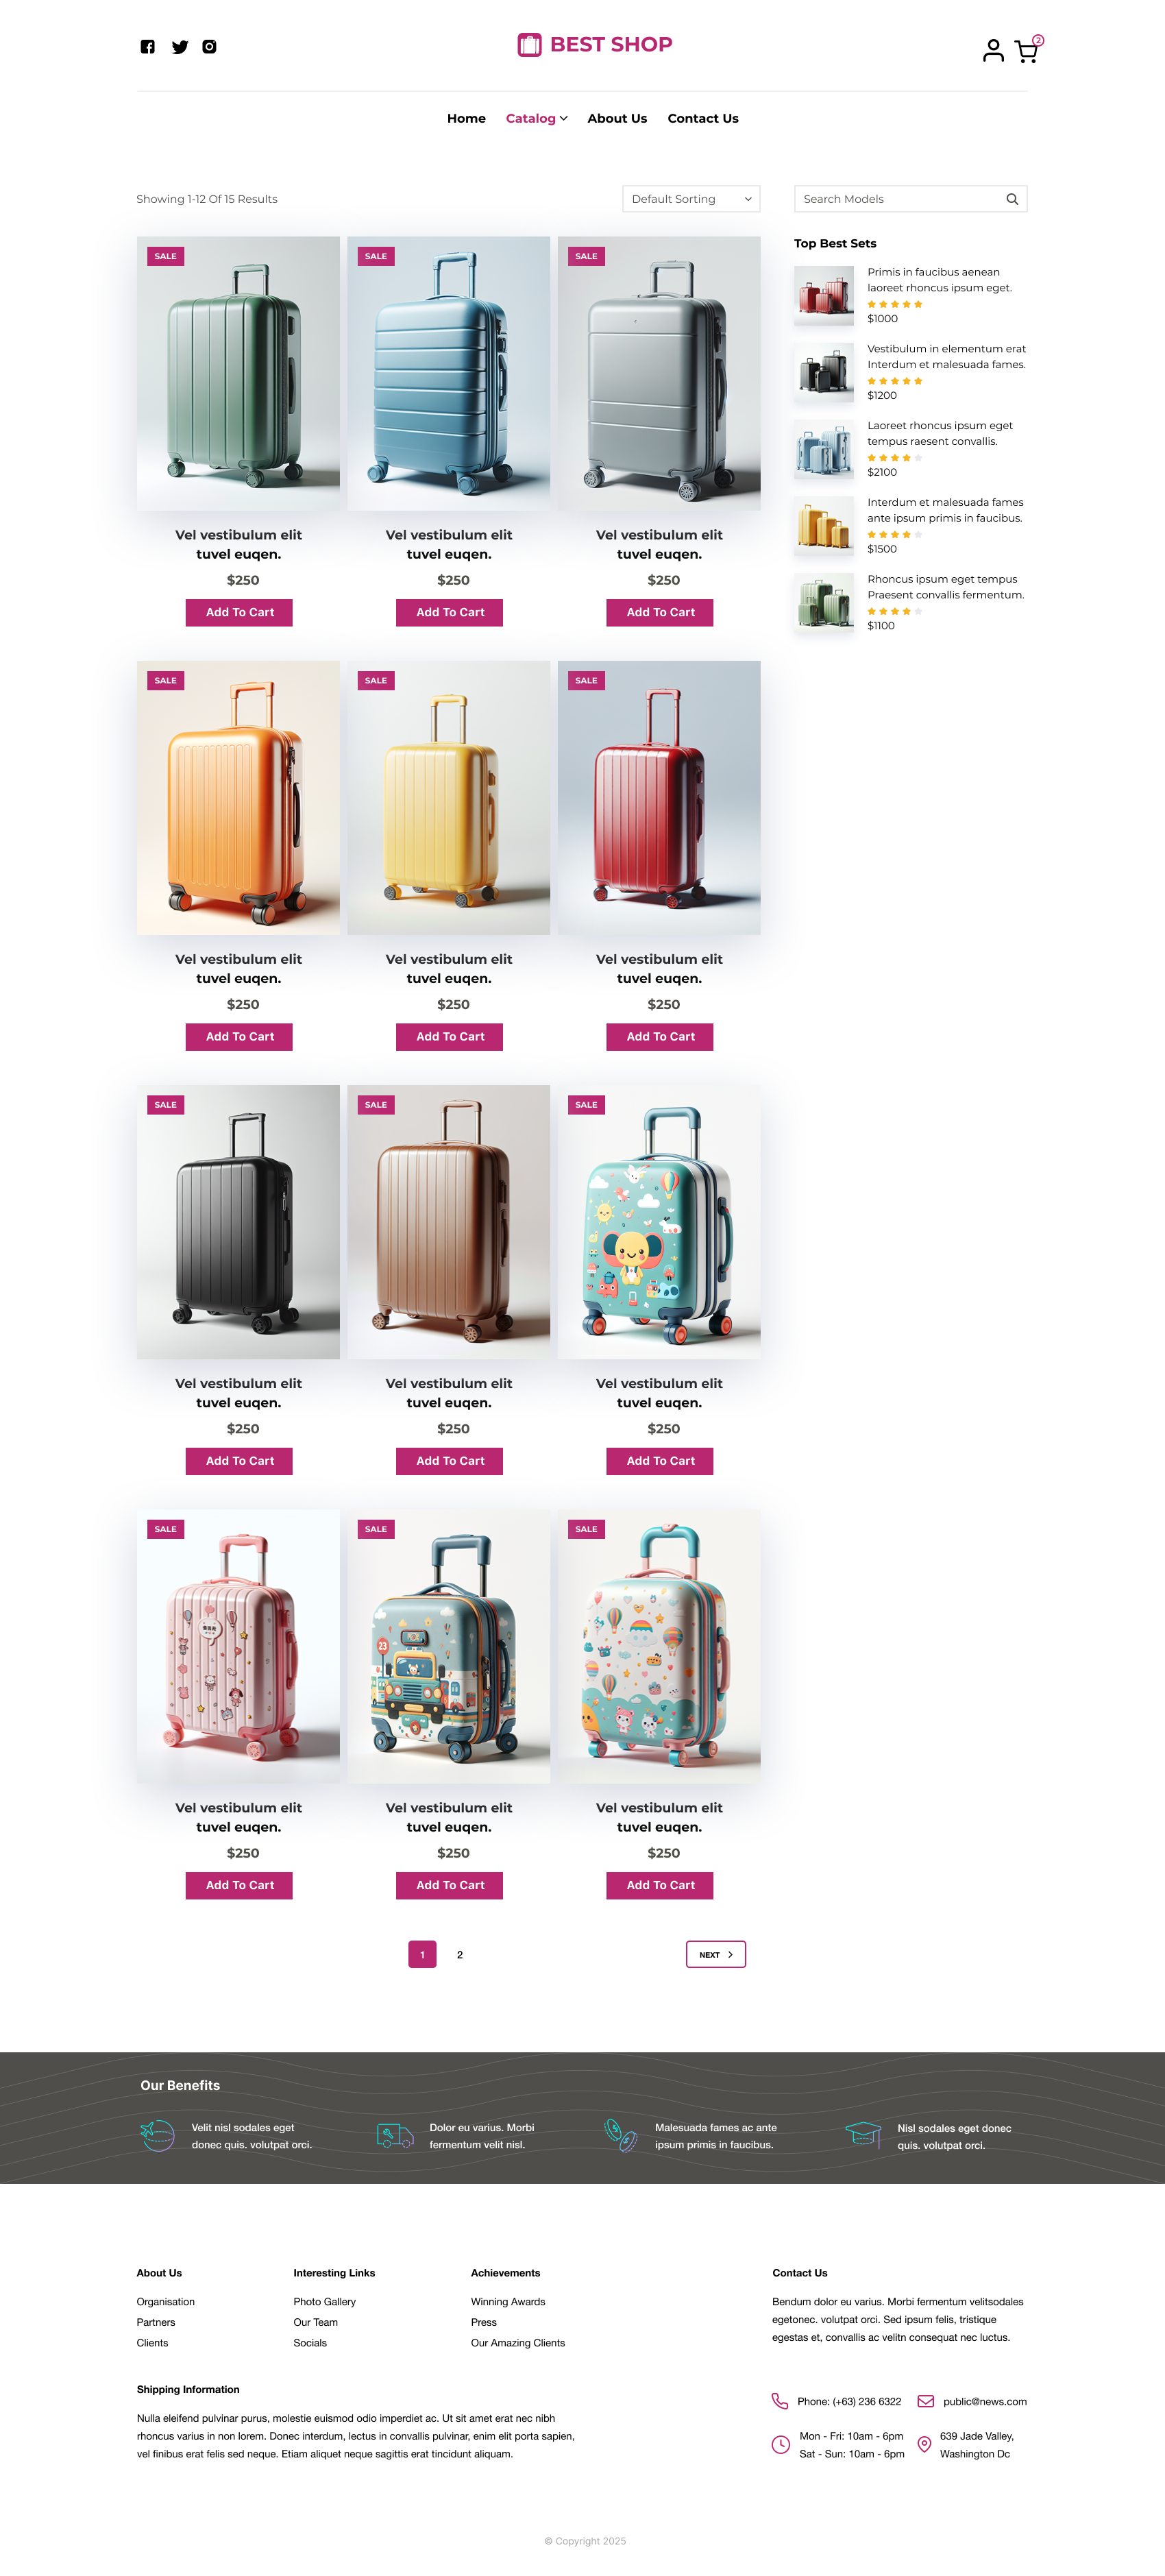 BEST SHOP
2
Home Catalog About Us Contact Us
Showing 1-12 Of 15 Results
Default Sorting
Search Models
SALE SALE SALE
Vel vestibulum elit Vel vestibulum elit Vel vestibulum elit
tuvel euqen. tuvel euqen. tuvel euqen.
$250 $250 $250
Add To Cart Add To Cart Add To Cart
Top Best Sets
Primis in faucibus aenean
laoreet rhoncus ipsum eget.
$1000
Vestibulum in elementum erat
Interdum et malesuada fames.
$1200
Laoreet rhoncus ipsum eget
tempus raesent convallis.
$2100
Interdum et malesuada fames
ante ipsum primis in faucibus.
$1500
Rhoncus ipsum eget tempus
Praesent convallis fermentum.
$1100
SALE SALE SALE
Vel vestibulum elit Vel vestibulum elit Vel vestibulum elit
tuvel euqen. tuvel euqen. tuvel euqen.
$250 $250 $250
Add To Cart Add To Cart Add To Cart
SALE SALE SALE
Vel vestibulum elit Vel vestibulum elit Vel vestibulum elit
tuvel euqen. tuvel euqen. tuvel euqen.
$250 $250 $250
Add To Cart Add To Cart Add To Cart
SALE SALE SALE
23
Vel vestibulum elit Vel vestibulum elit Vel vestibulum elit
tuvel euqen. tuvel euqen. tuvel euqen.
$250 $250 $250
Add To Cart Add To Cart Add To Cart
1 2 NEXT
Our Benefits
Velit nisl sodales eget
donec quis. volutpat orci.
Dolor eu varius. Morbi
fermentum velit nisl.
Malesuada fames ac ante
ipsum primis in faucibus.
Nisl sodales eget donec
quis. volutpat orci.
About Us
Organisation
Partners
Clients
Interesting Links
Photo Gallery
Our Team
Socials
Achievements
Winning Awards
Press
Our Amazing Clients
Contact Us
Bendum dolor eu varius. Morbi fermentum velitsodales
egetonec. volutpat orci. Sed ipsum felis, tristique
egestas et, convallis ac velitn consequat nec luctus.
Shipping Information
Nulla eleifend pulvinar purus, molestie euismod odio imperdiet ac. Ut sit amet erat nec nibh
rhoncus varius in non lorem. Donec interdum, lectus in convallis pulvinar, enim elit porta sapien,
vel finibus erat felis sed neque. Etiam aliquet neque sagittis erat tincidunt aliquam.
Phone: (+63) 236 6322
public@news.com
Mon - Fri: 10am - 6pm
Sat - Sun: 10am - 6pm
639 Jade Valley,
Washington Dc
© Copyright 2025